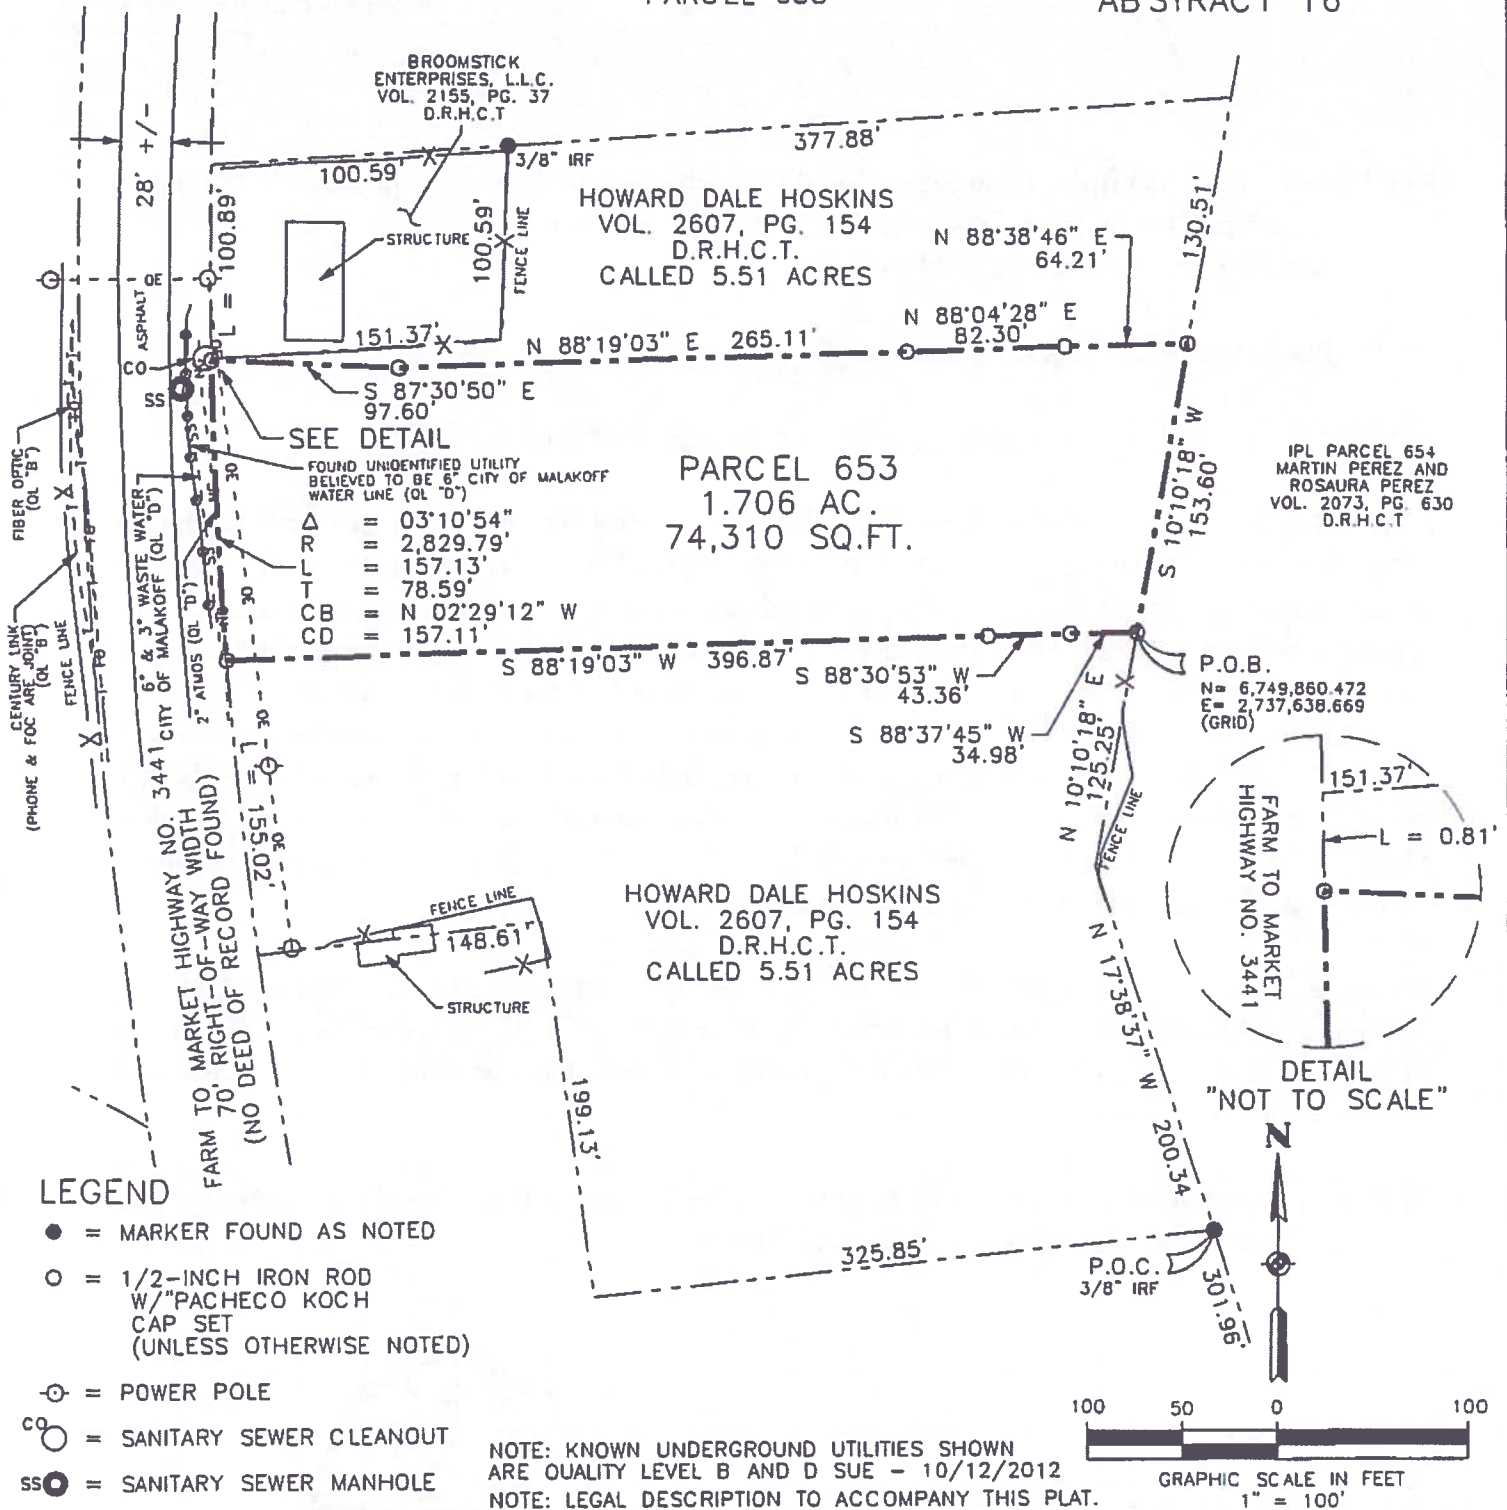 ABSTRACT 16
BROOMSTICK
ENTERPRISES, L.L.C.
VOL. 2155, PG. 37
D.R.H.C.T
28' +/-
377.88'
3/8" IRF
100.59'
L = 100.89'
STRUCTURE
100.59'
FENCE LINE
HOWARD DALE HOSKINS
VOL. 2607, PG. 154
D.R.H.C.T.
CALLED 5.51 ACRES
N 88°38'46" E
64.21'
130.51'
OE
ASPHALT
151.37'
N 88°19'03" E 265.11'
N 88°04'28" E
82.30'
CO
SS
S 87°30'50" E
97.60'
SEE DETAIL
FOUND UNIDENTIFIED UTILITY
BELIEVED TO BE 6" CITY OF MALAKOFF
WATER LINE (QL "D")
Δ = 03°10'54"
R = 2,829.79'
L = 157.13'
T = 78.59'
CB = N 02°29'12" W
CD = 157.11'
PARCEL 653
1.706 AC.
74,310 SQ.FT.
S 10°10'18" W
153.60'
IPL PARCEL 654
MARTIN PEREZ AND
ROSAURA PEREZ
VOL. 2073, PG. 630
D.R.H.C.T
FIBER OPTIC
(QL "B")
CENTURY LINK
(PHONE & FOC ARE JOINT)
(QL "B")
FENCE LINE
6" & 3" WASTE WATER
CITY OF MALAKOFF (QL "D")
2" ATMOS (QL "D")
S 88°19'03" W 396.87'
S 88°30'53" W
43.36'
S 88°37'45" W
34.98'
P.O.B.
N= 6,749,860.472
E= 2,737,638.669
(GRID)
N 10°10'18" E
125.25'
FENCE LINE
L = 155.02'
FARM TO MARKET HIGHWAY NO. 3441
70' RIGHT-OF-WAY WIDTH
(NO DEED OF RECORD FOUND)
FENCE LINE
148.61'
STRUCTURE
HOWARD DALE HOSKINS
VOL. 2607, PG. 154
D.R.H.C.T.
CALLED 5.51 ACRES
151.37'
L = 0.81'
FARM TO MARKET
HIGHWAY NO. 3441
DETAIL
"NOT TO SCALE"
N 17°38'37" W 200.34
199.13'
325.85'
P.O.C.
3/8" IRF
301.96'
N
LEGEND
● = MARKER FOUND AS NOTED
○ = 1/2-INCH IRON ROD
W/"PACHECO KOCH
CAP SET
(UNLESS OTHERWISE NOTED)
= POWER POLE
CO = SANITARY SEWER CLEANOUT
SS = SANITARY SEWER MANHOLE
NOTE: KNOWN UNDERGROUND UTILITIES SHOWN
ARE QUALITY LEVEL B AND D SUE - 10/12/2012
NOTE: LEGAL DESCRIPTION TO ACCOMPANY THIS PLAT.
100 50 0 100
GRAPHIC SCALE IN FEET
1" = 100'